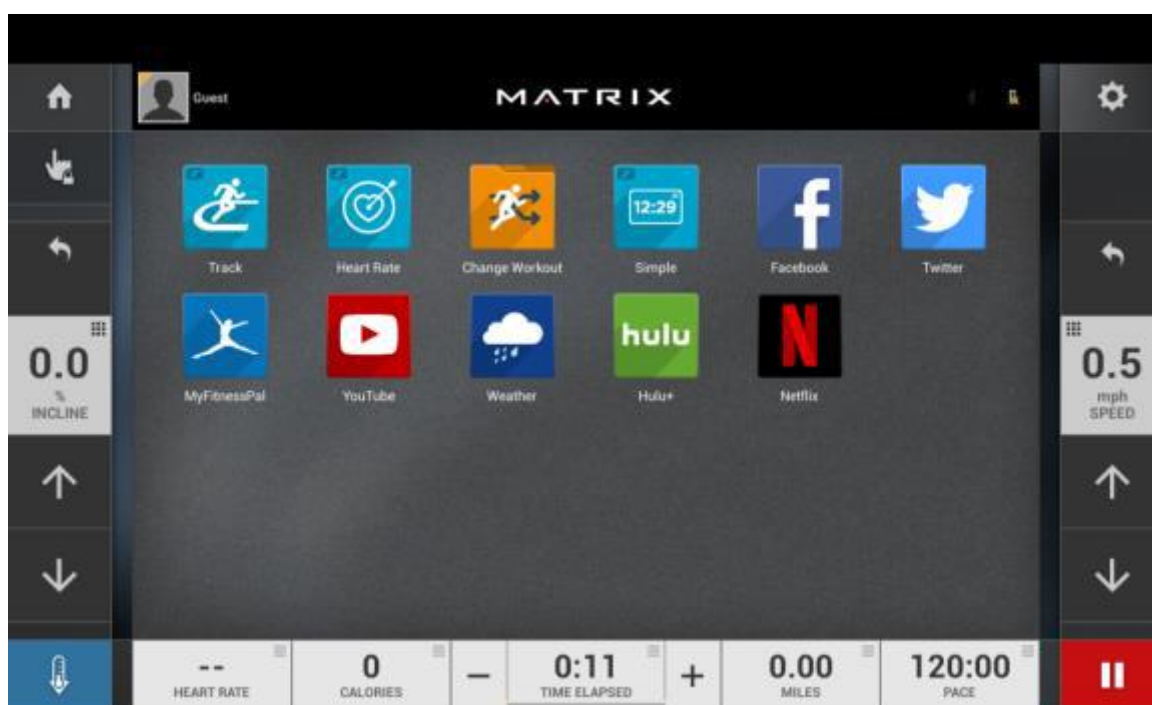 Guest
MATRIX
12:29
Track
Heart Rate
Change Workout
Simple
Facebook
Twitter
hulu
N
MyFitnessPal
YouTube
Weather
Hulu+
Netflix
0.0
%
INCLINE
0.5
mph
SPEED
--
HEART RATE
0
CALORIES
0:11
TIME ELAPSED
0.00
MILES
120:00
PACE